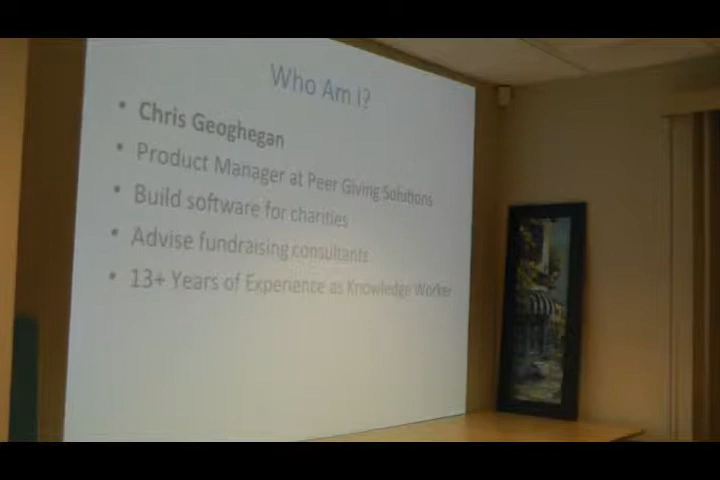 Who Am I?
• Chris Geoghegan
• Product Manager at Peer Giving Solutions
• Build software for charities
• Advise fundraising consultants
• 13+ Years of Experience as Knowledge Worker